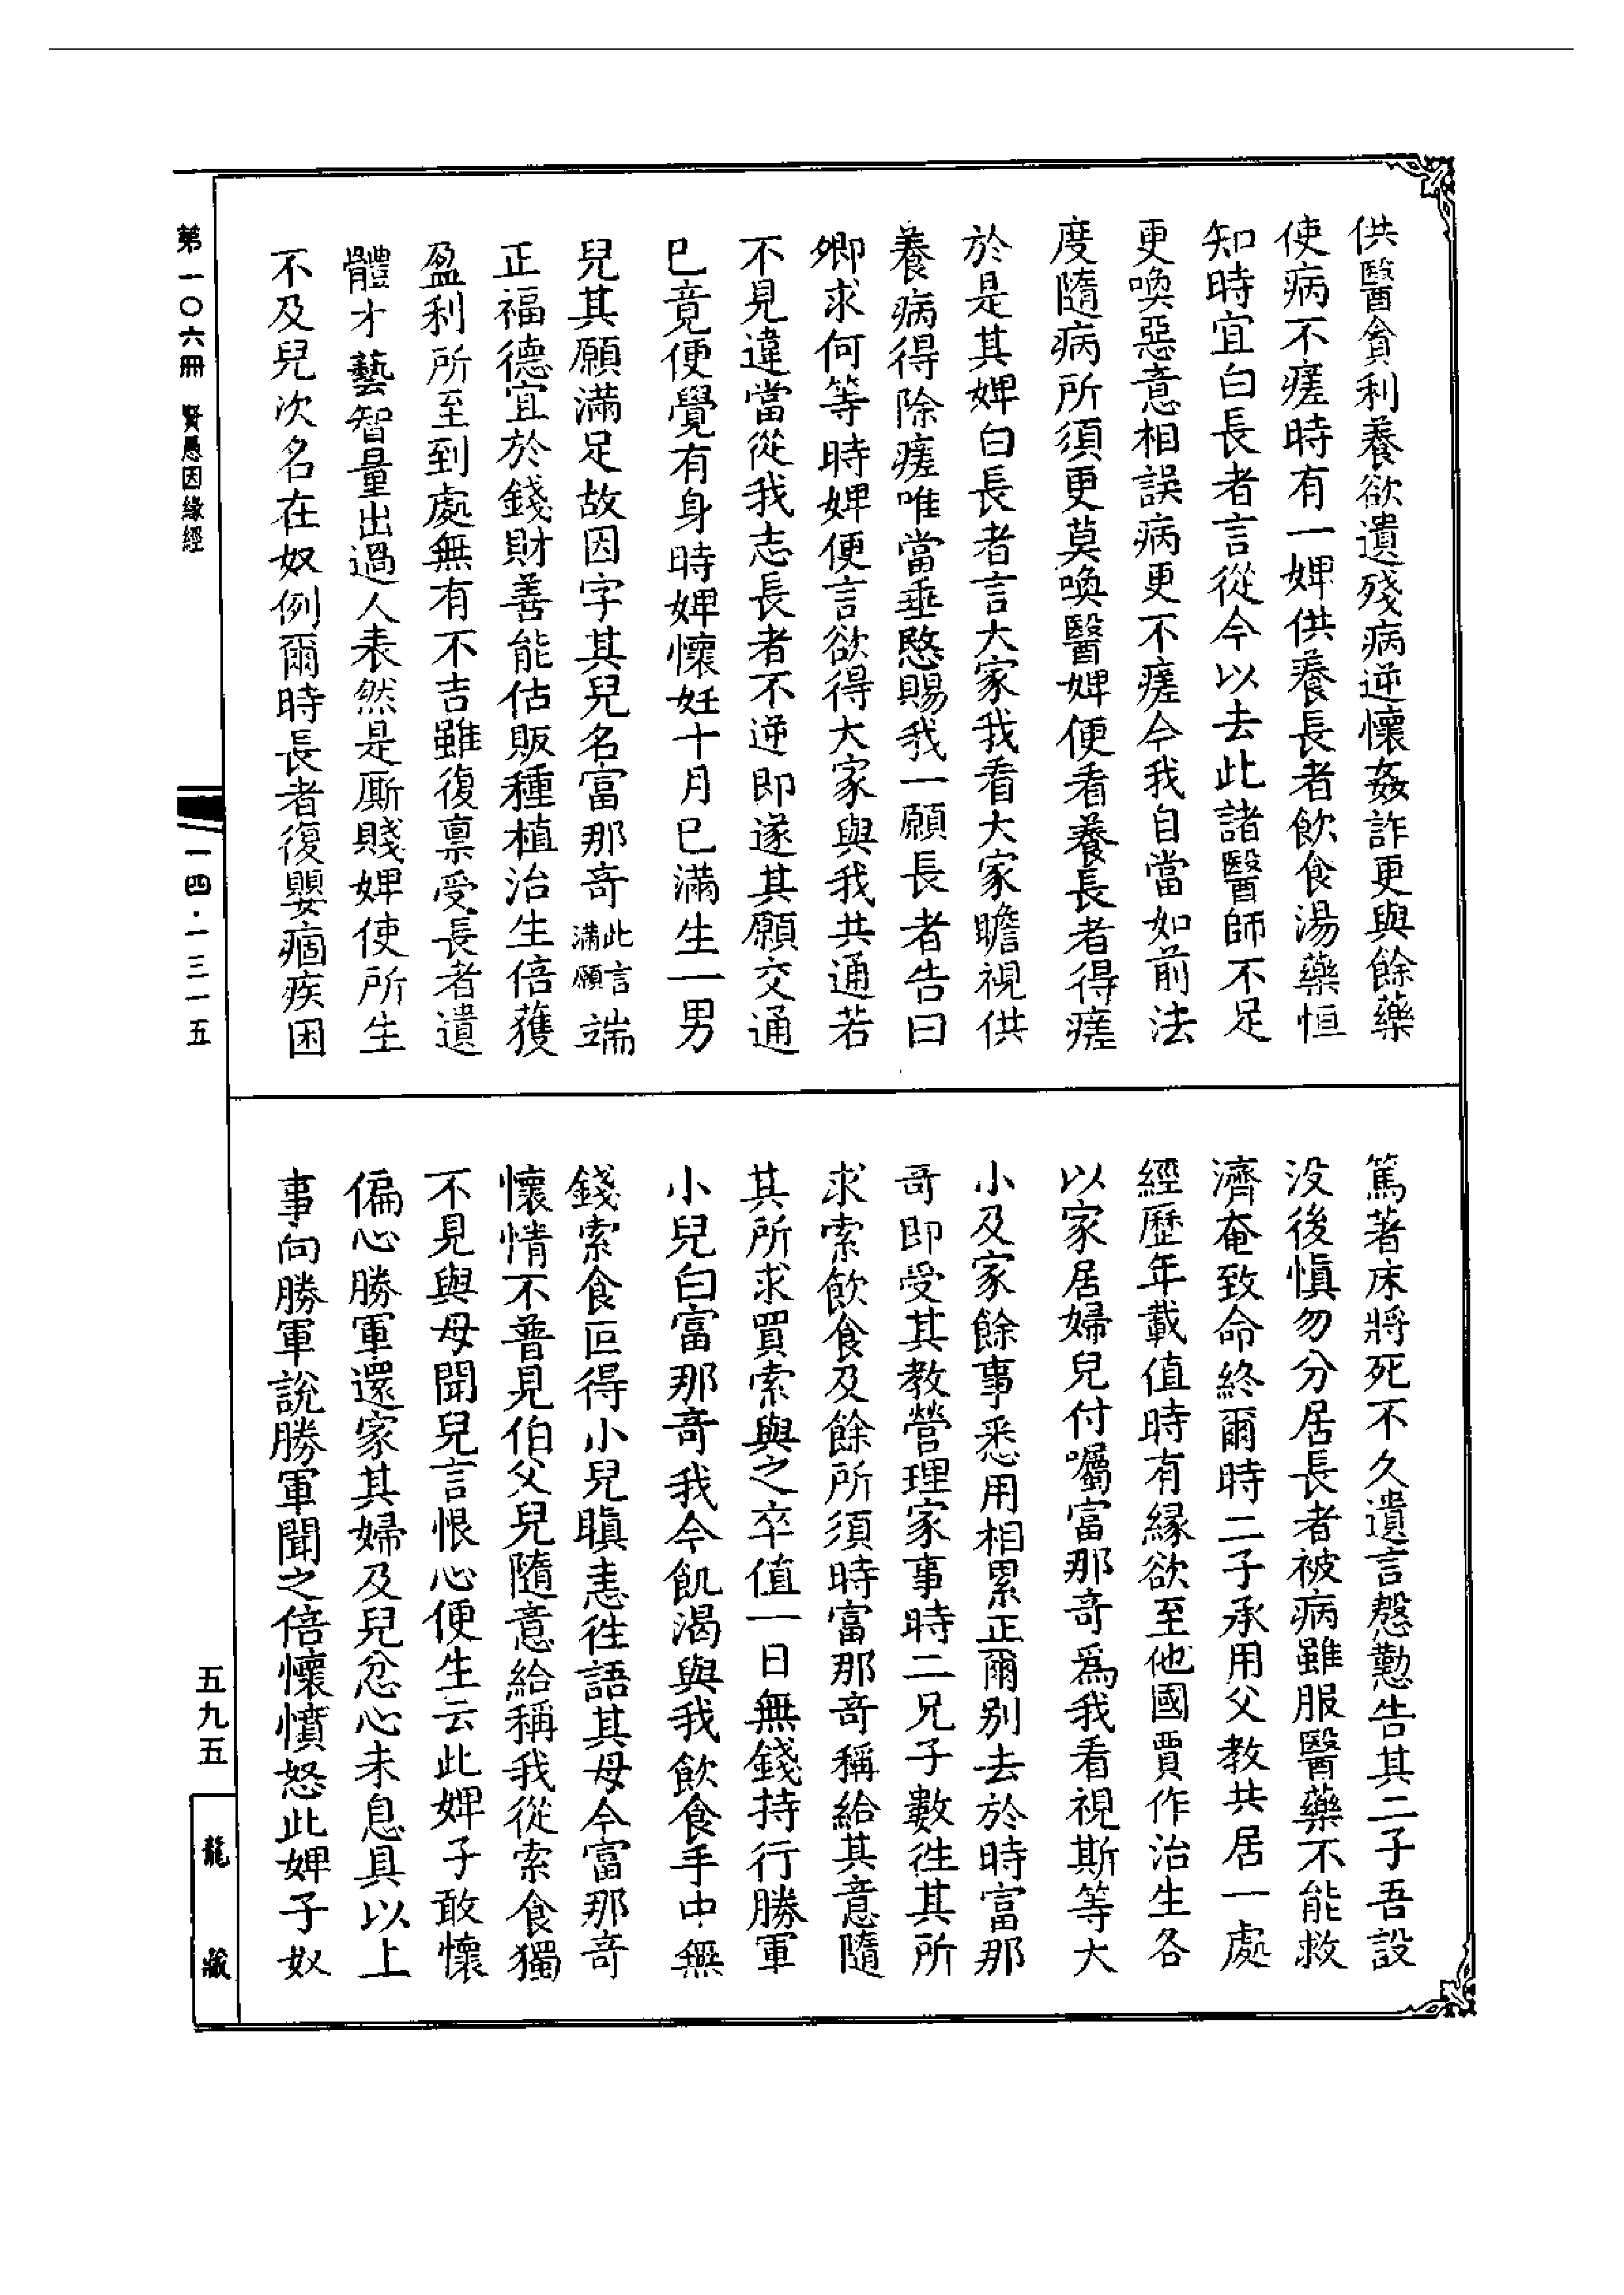 供醫貪利養欲遺殘病逆懷姦詐更與餘藥
使病不瘥時有一婢供養長者飲食湯藥恒
知時宜白長者言從今以去此諸醫師不足
更喚惡意相誤病更不瘥今我自當如前法
度隨病所須更莫喚醫婢便看養長者得瘥
於是其婢白長者言大家我看大家瞻視供
養病得除瘥唯當垂愍賜我一願長者告曰
卿求何等時婢便言欲得大家與我共通若
不見違當從我志長者不逆即遂其願交通
已竟便覺有身時婢懷妊十月已滿生一男
兒其願滿足故因字其兒名富那奇此言滿願端
正福德宜於錢財善能估販種植治生倍獲
盈利所至到處無有不吉雖復禀受長者遺
體才藝智量出過人表然是厮賤婢使所生
不及兒次名在奴例爾時長者復嬰痼疾困
篤著床將死不久遺言慇懃告其二子吾設
没後慎勿分居長者被病雖服醫藥不能救
濟奄致命終爾時二子承用父教共居一處
經歷年載值時有緣欲至他國賈作治生各
以家居婦兒付囑富那奇爲我看視斯等大
小及家餘事悉用相累正爾别去於時富那
奇即受其教營理家事時二兄子數徃其所
求索飲食及餘所須時富那奇稱給其意隨
其所求買索與之卒值一日無錢持行勝軍
小兒白富那奇我今飢渴與我飲食手中無
錢索食叵得小兒瞋恚徃語其母今富那奇
懷情不普見伯父兒隨意給稱我從索食獨
不見與母聞兒言恨心便生云此婢子敢懷
偏心勝軍還家其婦及兒忿心未息具以上
事向勝軍說勝軍聞之倍懷憤怒此婢子奴
第一〇六冊 賢愚因緣經
一四·一三一五
五九五
龍藏